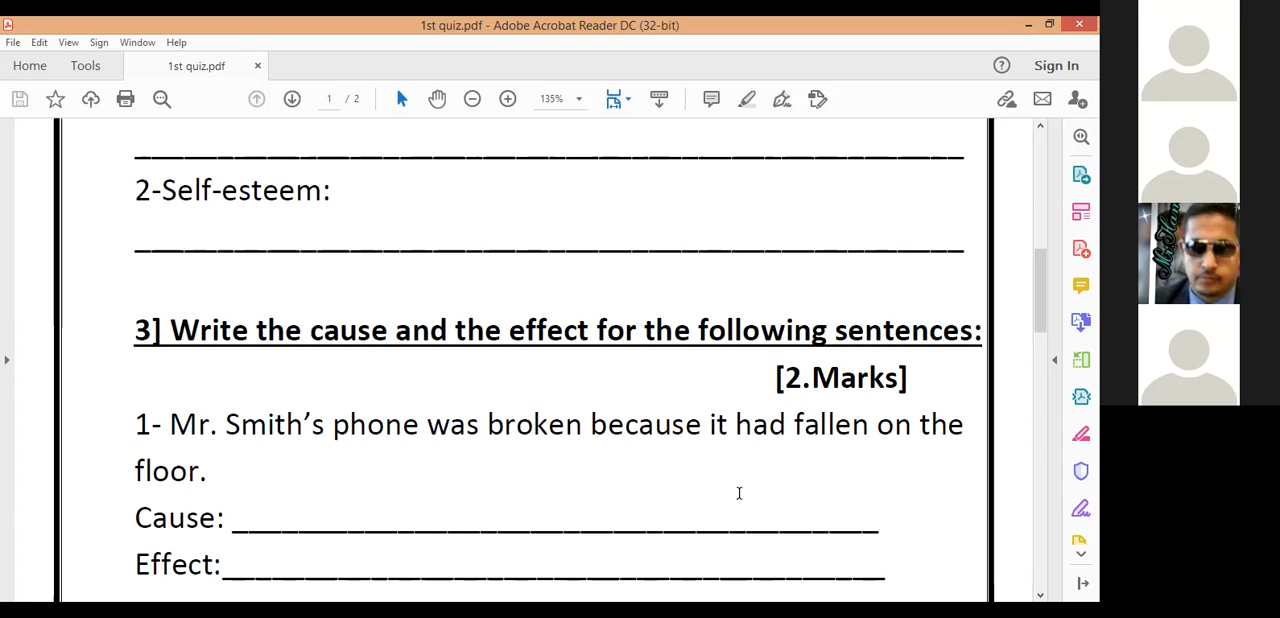 1st quiz.pdf - Adobe Acrobat Reader DC (32-bit)
File Edit View Sign Window Help
Home Tools 1st quiz.pdf × Sign In
1 / 2 135%
2-Self-esteem:
3] Write the cause and the effect for the following sentences:
[2.Marks]
1- Mr. Smith’s phone was broken because it had fallen on the
floor.
Cause: ______________________________________
Effect:_______________________________________